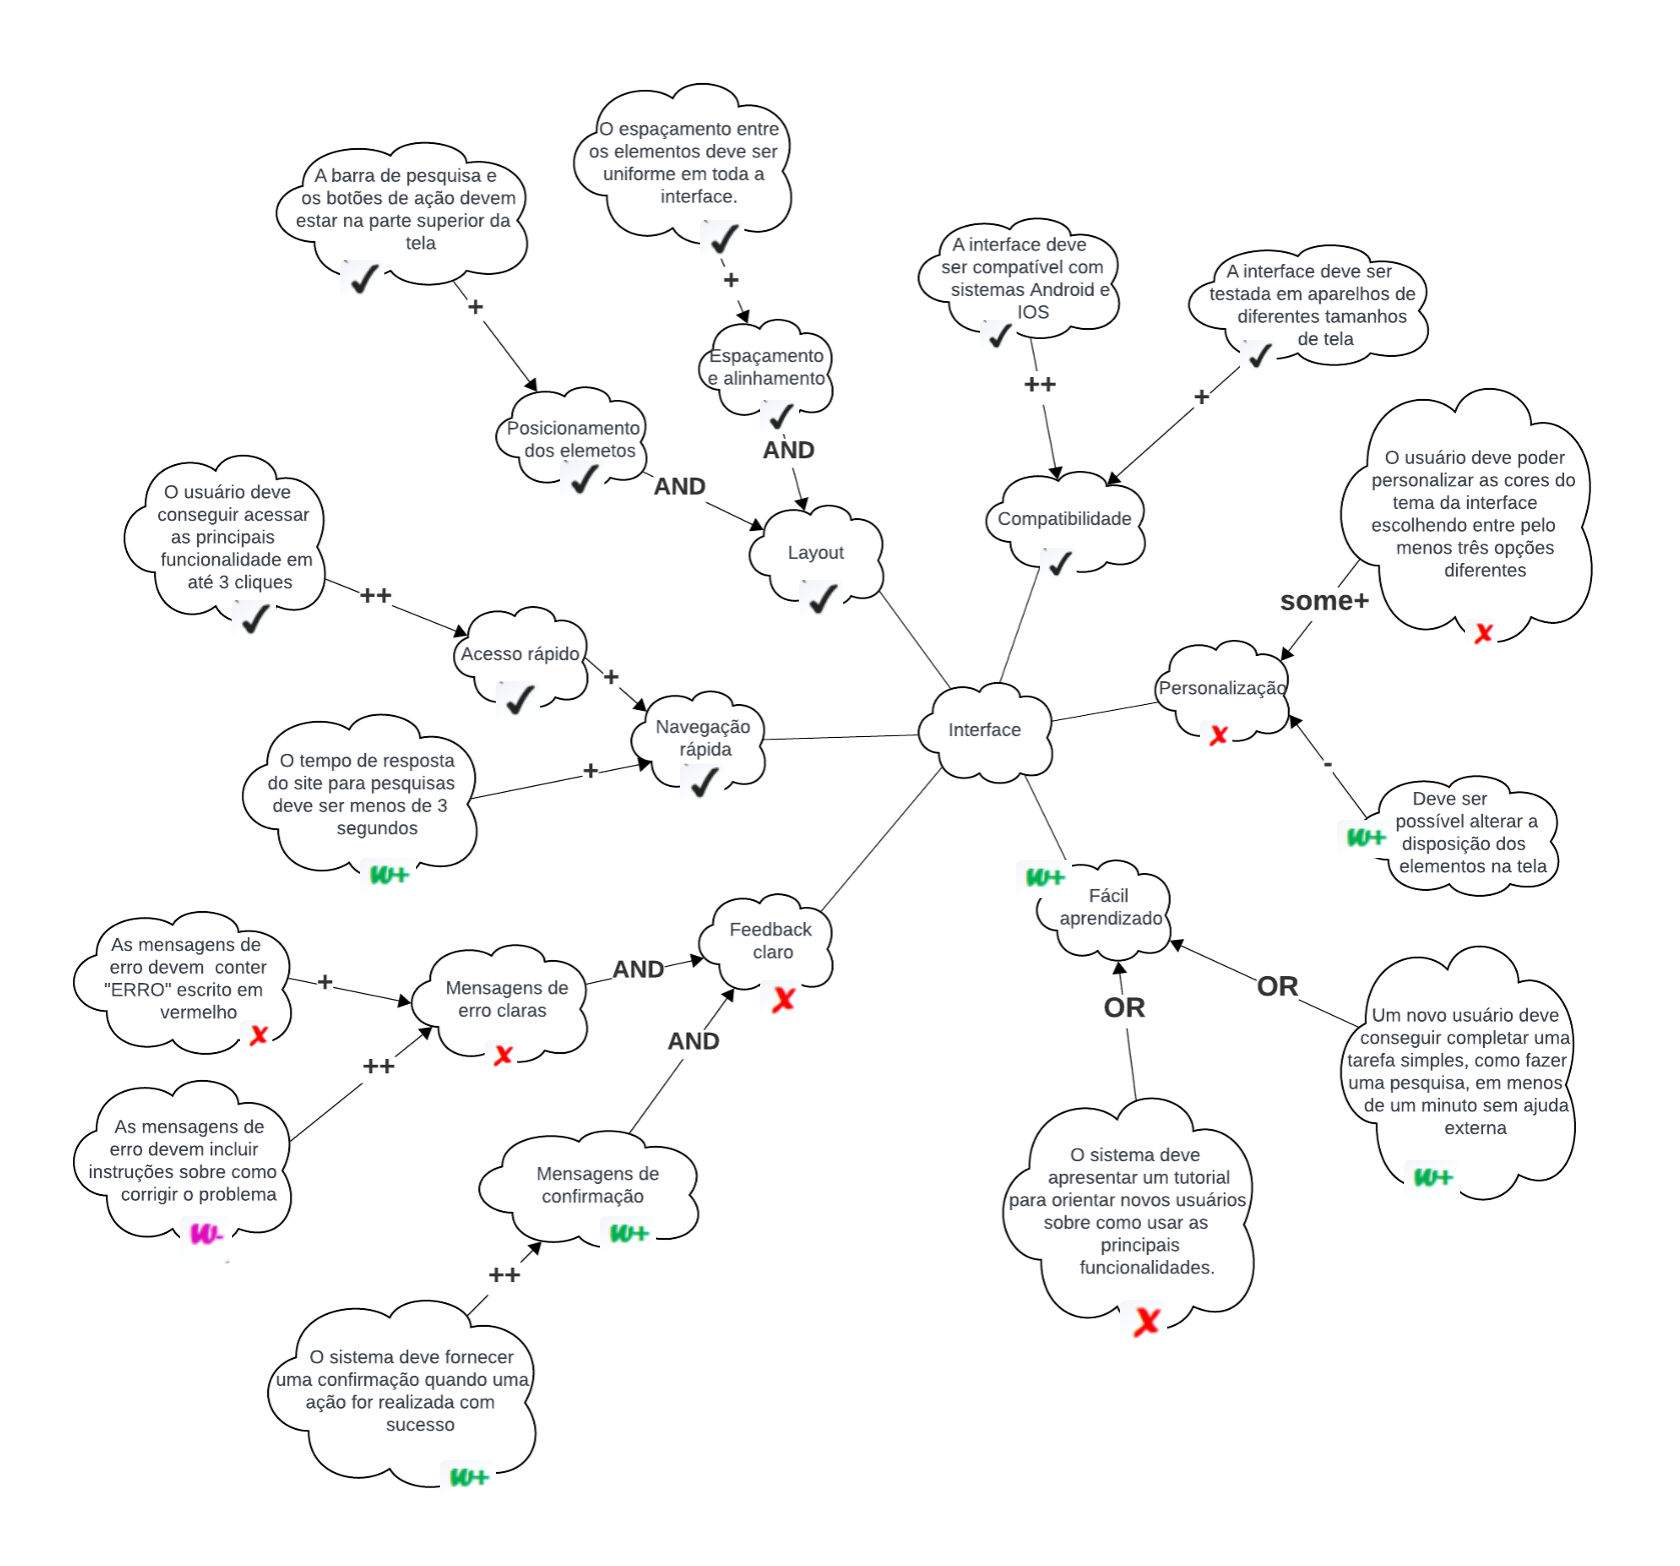 O espaçamento entre
os elementos deve ser
uniforme em toda a
interface.
+
A barra de pesquisa e
os botões de ação devem
estar na parte superior da
tela
+
Espaçamento
e alinhamento
AND
Posicionamento
dos elemetos
AND
Layout
A interface deve
ser compatível com
sistemas Android e
IOS
++
A interface deve ser
testada em aparelhos de
diferentes tamanhos
de tela
+
Compatibilidade
O usuário deve poder
personalizar as cores do
tema da interface
escolhendo entre pelo
menos três opções
diferentes
some+
Personalização
-
Deve ser
possível alterar a
disposição dos
elementos na tela
W+
O usuário deve
conseguir acessar
as principais
funcionalidade em
até 3 cliques
++
Acesso rápido
+
Navegação
rápida
Interface
O tempo de resposta
do site para pesquisas
deve ser menos de 3
segundos
+
W+
W+
Fácil
aprendizado
OR
OR
Um novo usuário deve
conseguir completar uma
tarefa simples, como fazer
uma pesquisa, em menos
de um minuto sem ajuda
externa
W+
O sistema deve
apresentar um tutorial
para orientar novos usuários
sobre como usar as
principais
funcionalidades.
Feedback
claro
AND
AND
As mensagens de
erro devem conter
"ERRO" escrito em
vermelho
+
Mensagens de
erro claras
++
As mensagens de
erro devem incluir
instruções sobre como
corrigir o problema
W-
Mensagens de
confirmação
W+
++
O sistema deve fornecer
uma confirmação quando uma
ação for realizada com
sucesso
W+